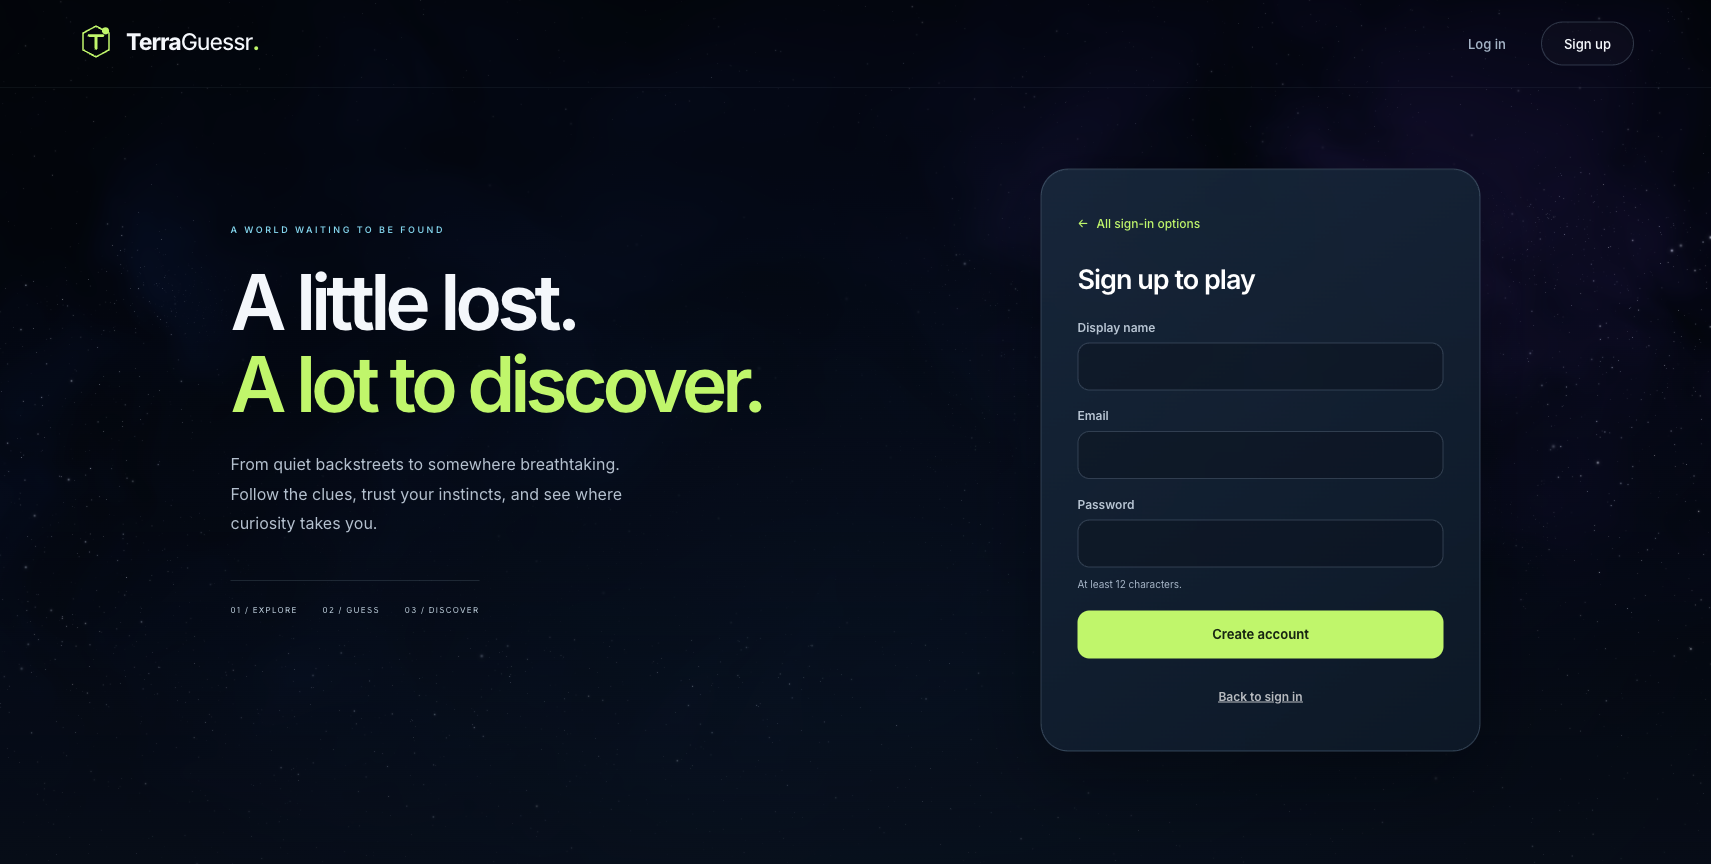 TerraGuessr.
Log in
Sign up
A WORLD WAITING TO BE FOUND
A little lost.
A lot to discover.
From quiet backstreets to somewhere breathtaking.
Follow the clues, trust your instincts, and see where
curiosity takes you.
01 / EXPLORE
02 / GUESS
03 / DISCOVER
← All sign-in options
Sign up to play
Display name
Email
Password
At least 12 characters.
Create account
Back to sign in